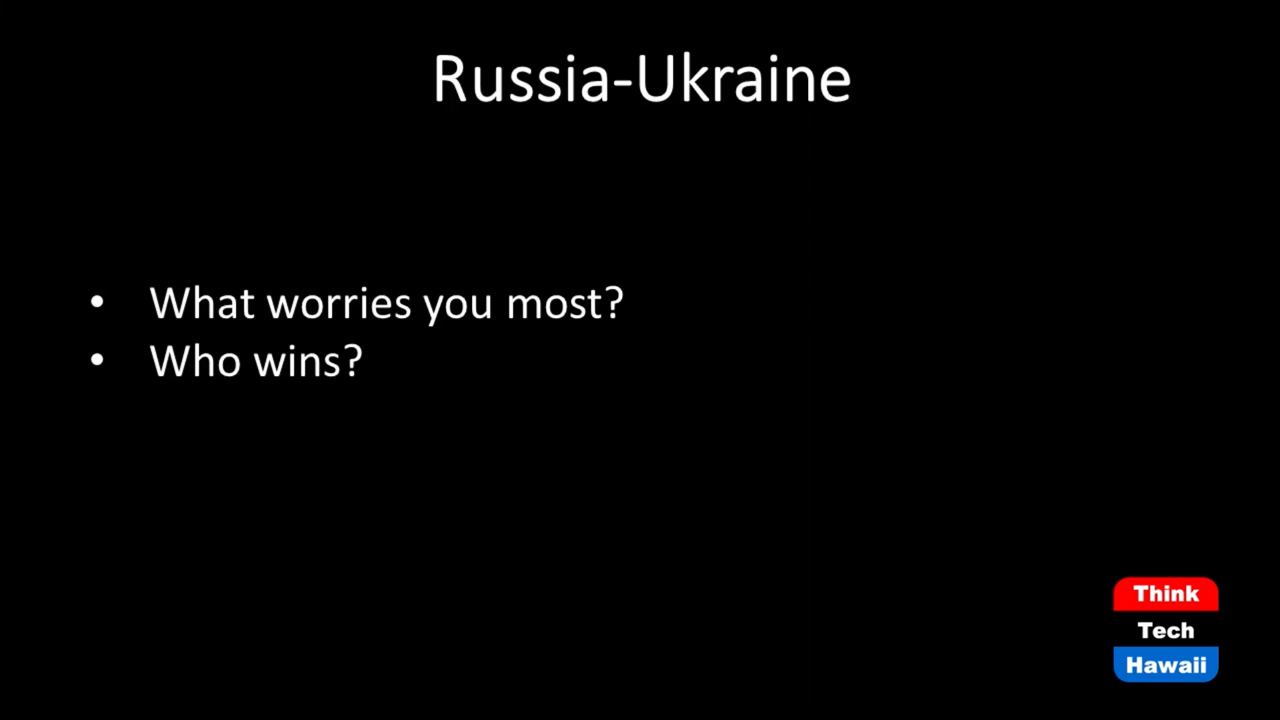 Russia-Ukraine
• What worries you most?
• Who wins?
Think
Tech
Hawaii